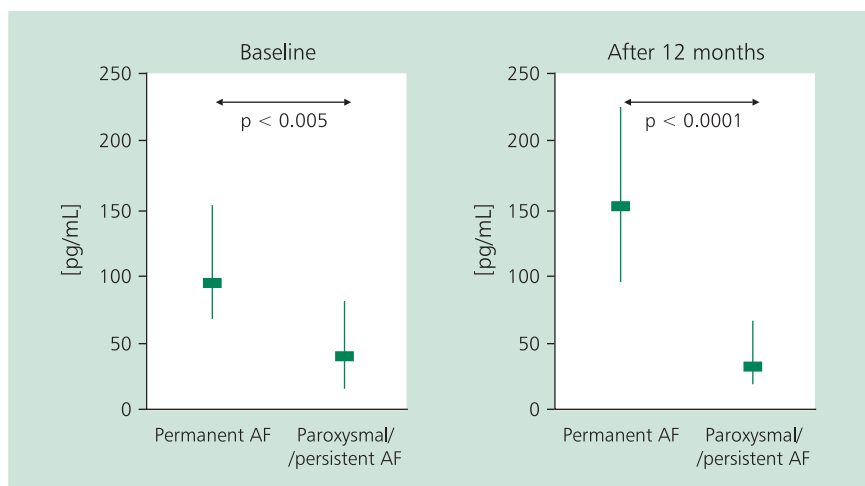 Baseline
250
200
150
100
50
0
[pg/mL]
p < 0.005
Permanent AF
Paroxysmal/
/persistent AF
After 12 months
250
200
150
100
50
0
[pg/mL]
p < 0.0001
Permanent AF
Paroxysmal/
/persistent AF